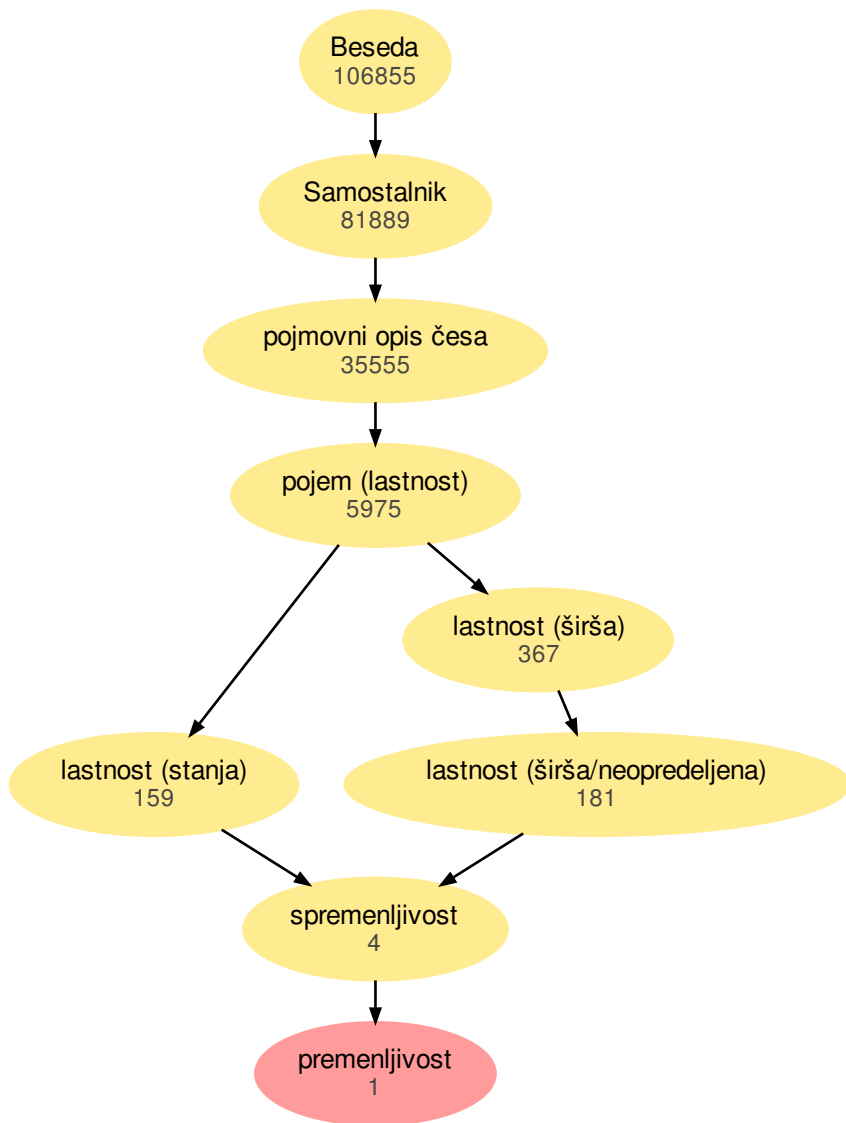 Beseda
106855
Samostalnik
81889
pojmovni opis česa
35555
pojem (lastnost)
5975
lastnost (širša)
367
lastnost (stanja)
159
lastnost (širša/neopredeljena)
181
spremenljivost
4
premenljivost
1